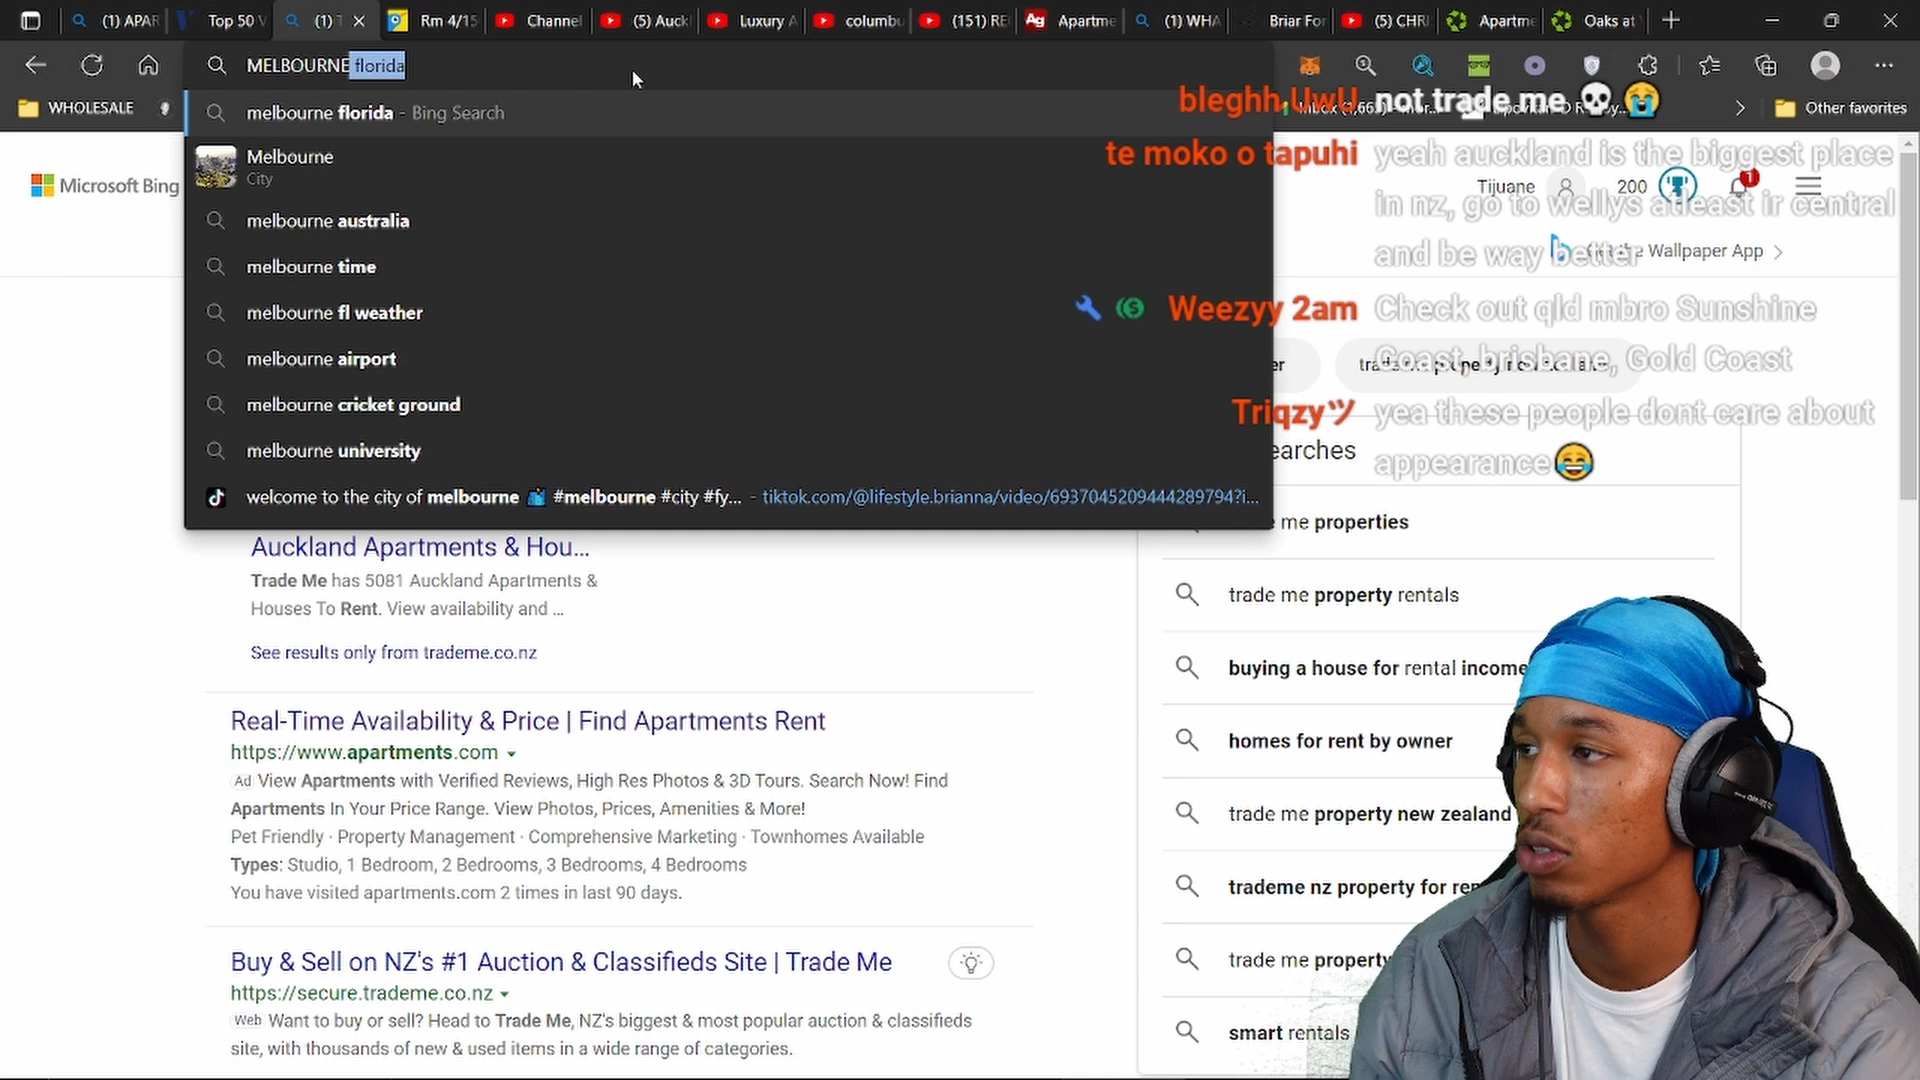 (1) APAR
Top 50 V
(1) T
Rm 4/15
Channel
(5) Auckl
Luxury A
columbu
(151) RE
Ag Apartme
(1) WHA
Briar For
(5) CHRI
Apartme
Oaks at
MELBOURNE florida
WHOLESALE
Other favorites
melbourne florida - Bing Search
Melbourne
City
melbourne australia
melbourne time
melbourne fl weather
melbourne airport
melbourne cricket ground
melbourne university
welcome to the city of melbourne #melbourne #city #fy... - tiktok.com/@lifestyle.brianna/video/6937045209444289794?i...
bleghh UwU not trade me 💀😭
te moko o tapuhi yeah auckland is the biggest place
in nz, go to wellys atleast ir central
and be way better
Weezyy 2am Check out qld mbro Sunshine
Coast, brisbane, Gold Coast
Triqzyツ yea these people dont care about
appearance😂
Microsoft Bing
Tijuane
200
1
Wallpaper App
Auckland Apartments & Hou...
Trade Me has 5081 Auckland Apartments &
Houses To Rent. View availability and ...
See results only from trademe.co.nz
Real-Time Availability & Price | Find Apartments Rent
https://www.apartments.com
Ad View Apartments with Verified Reviews, High Res Photos & 3D Tours. Search Now! Find
Apartments In Your Price Range. View Photos, Prices, Amenities & More!
Pet Friendly · Property Management · Comprehensive Marketing · Townhomes Available
Types: Studio, 1 Bedroom, 2 Bedrooms, 3 Bedrooms, 4 Bedrooms
You have visited apartments.com 2 times in last 90 days.
Buy & Sell on NZ's #1 Auction & Classifieds Site | Trade Me
https://secure.trademe.co.nz
Web Want to buy or sell? Head to Trade Me, NZ's biggest & most popular auction & classifieds
site, with thousands of new & used items in a wide range of categories.
earches
me properties
trade me property rentals
buying a house for rental income
homes for rent by owner
trade me property new zealand
trademe nz property for ren
trade me property
smart rentals